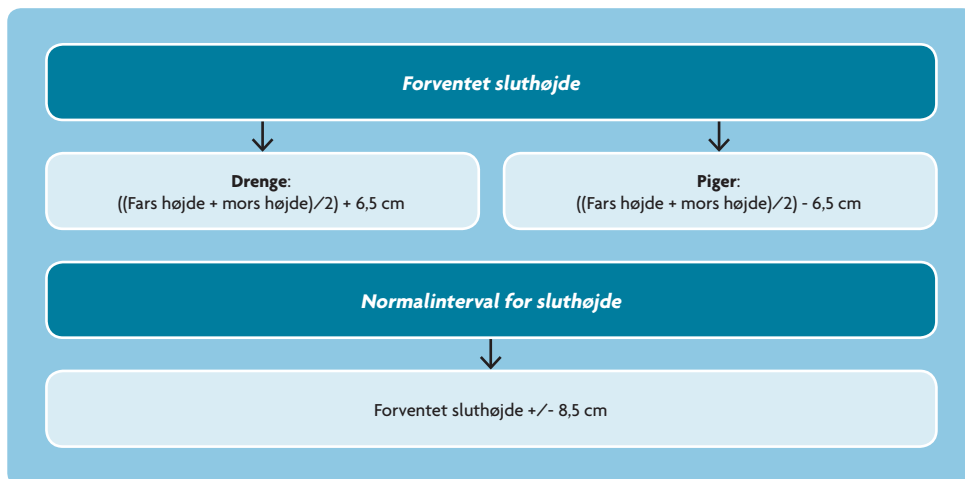 Forventet sluthøjde
Drenge:
((Fars højde + mors højde)/2) + 6,5 cm
Piger:
((Fars højde + mors højde)/2) - 6,5 cm
Normalinterval for sluthøjde
Forventet sluthøjde +/- 8,5 cm